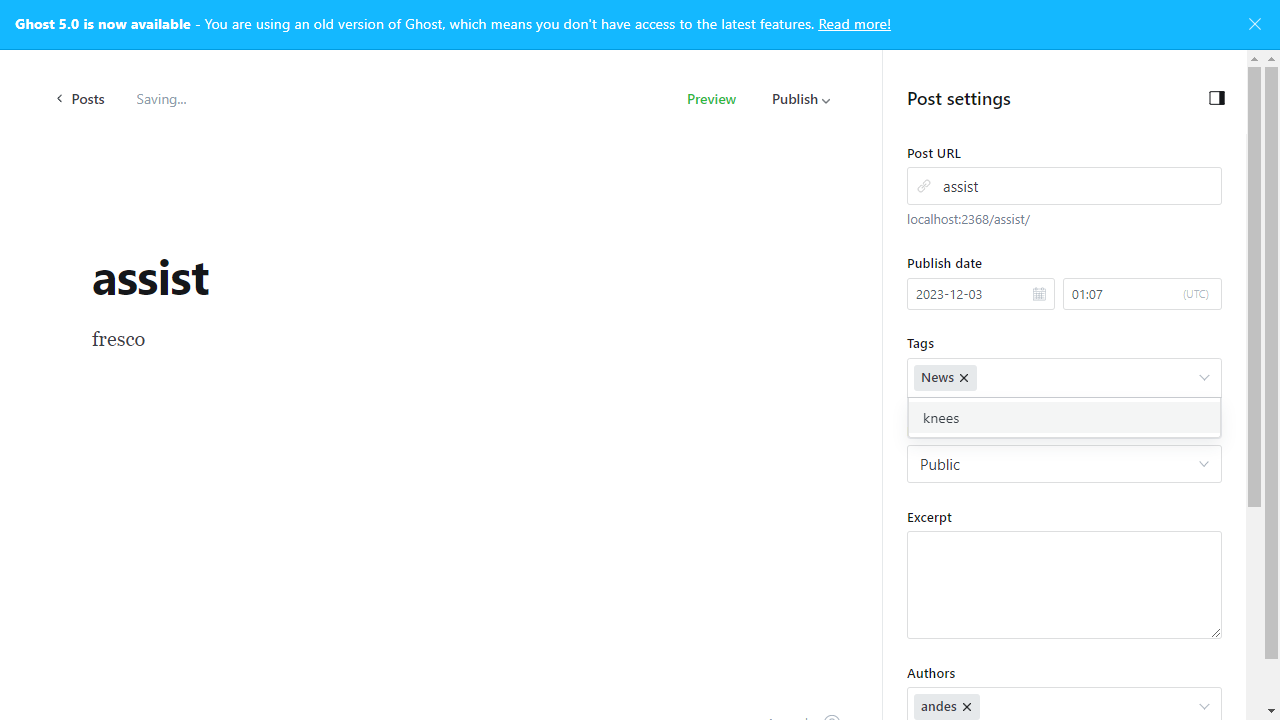 Ghost 5.0 is now available - You are using an old version of Ghost, which means you don't have access to the latest features. Read more!
Posts
Saving...
Preview
Publish
assist
fresco
Post settings
Post URL
assist
localhost:2368/assist/
Publish date
2023-12-03
01:07
(UTC)
Tags
News
knees
Public
Excerpt
Authors
andes